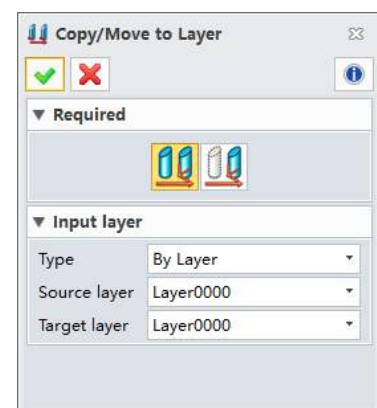 Copy/Move to Layer
Required
Input layer
Type By Layer
Source layer Layer0000
Target layer Layer0000